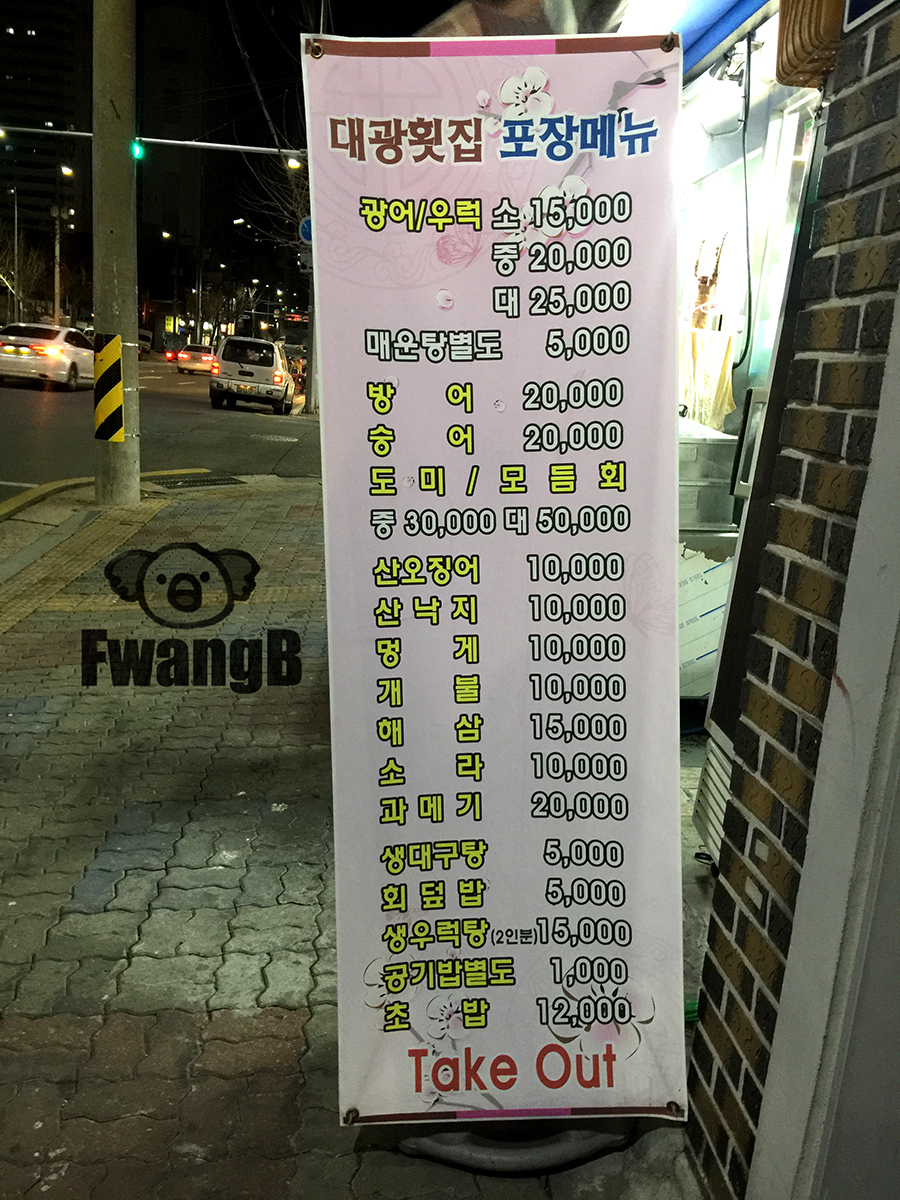 대광횟집 포장메뉴
광어/우럭 소 15,000
중 20,000
대 25,000
매운탕별도 5,000
방어 20,000
숭어 20,000
도미/모듬회
중 30,000 대 50,000
산오징어 10,000
산낙지 10,000
멍게 10,000
개불 10,000
해삼 15,000
소라 10,000
과메기 20,000
생대구탕 5,000
회덮밥 5,000
생우럭탕(2인분) 15,000
공기밥별도 1,000
초밥 12,000
Take Out
FwangB